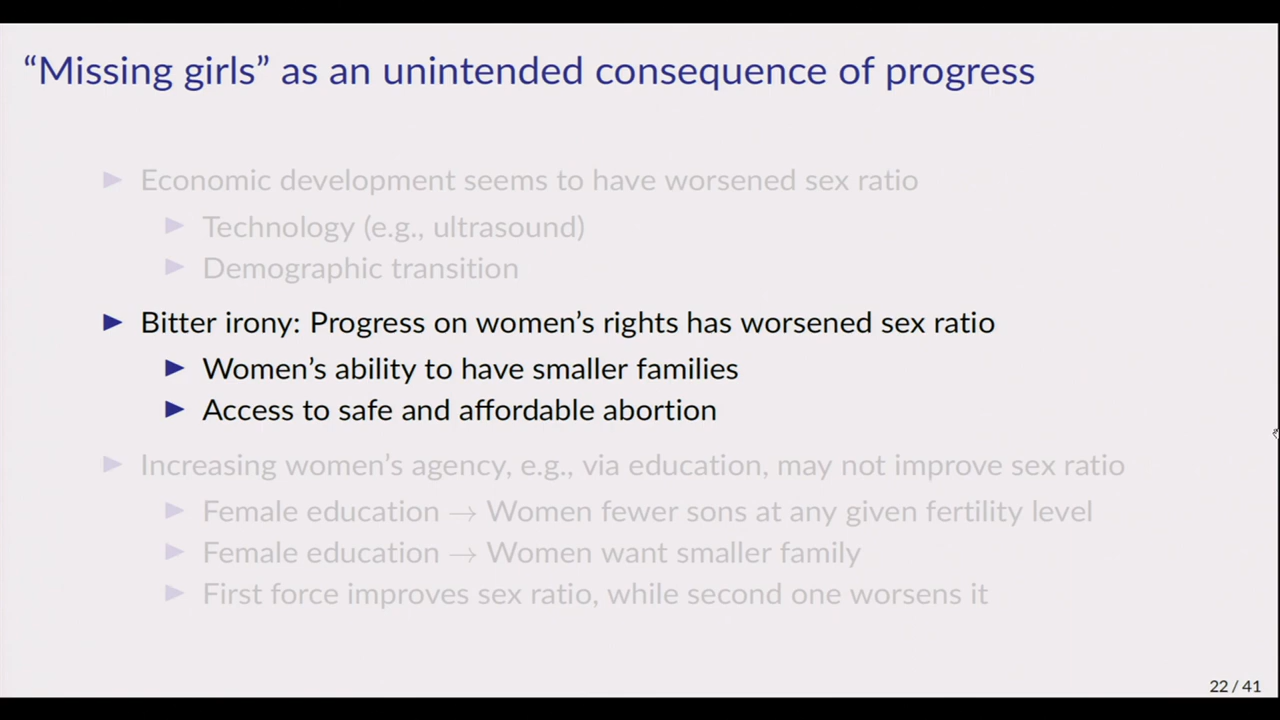 “Missing girls” as an unintended consequence of progress
▶ Economic development seems to have worsened sex ratio
▶ Technology (e.g., ultrasound)
▶ Demographic transition
▶ Bitter irony: Progress on women’s rights has worsened sex ratio
▶ Women’s ability to have smaller families
▶ Access to safe and affordable abortion
▶ Increasing women’s agency, e.g., via education, may not improve sex ratio
▶ Female education → Women fewer sons at any given fertility level
▶ Female education → Women want smaller family
▶ First force improves sex ratio, while second one worsens it
22 / 41